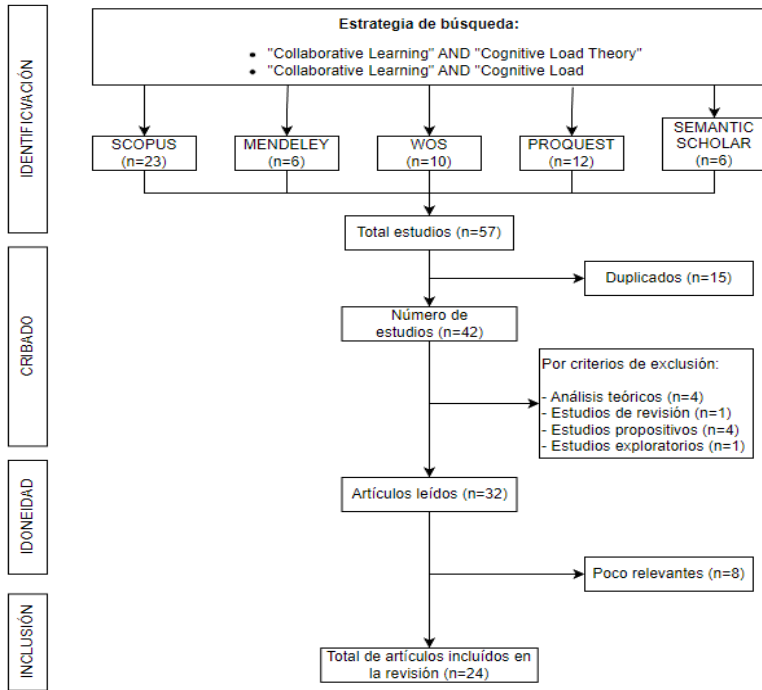 IDENTIFICVACIÓN
Estrategia de búsqueda:
• "Collaborative Learning" AND "Cognitive Load Theory"
• "Collaborative Learning" AND "Cognitive Load
SCOPUS
(n=23)
MENDELEY
(n=6)
WOS
(n=10)
PROQUEST
(n=12)
SEMANTIC
SCHOLAR
(n=6)
Total estudios (n=57)
CRIBADO
Duplicados (n=15)
Número de
estudios (n=42)
Por criterios de exclusión:
- Análisis teóricos (n=4)
- Estudios de revisión (n=1)
- Estudios propositivos (n=4)
- Estudios exploratorios (n=1)
IDONEIDAD
Artículos leídos (n=32)
Poco relevantes (n=8)
INCLUSIÓN
Total de artículos incluídos en
la revisión (n=24)